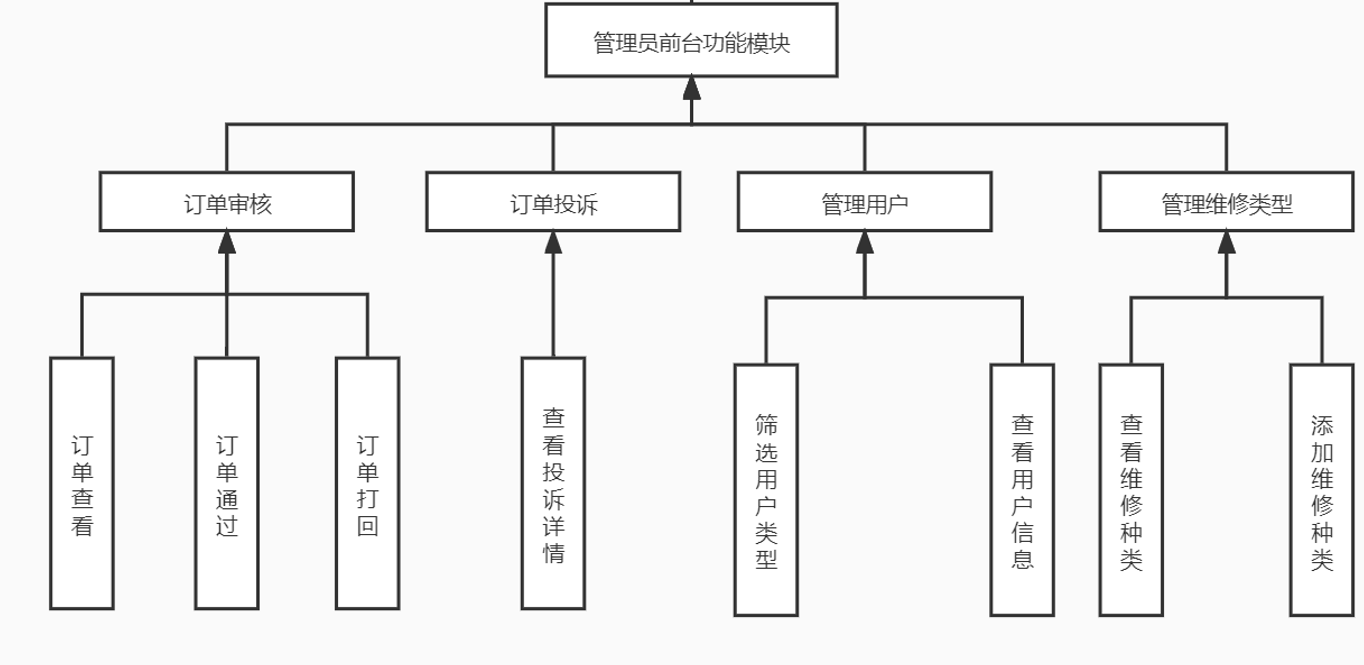 管理员前台功能模块
订单审核
订单投诉
管理用户
管理维修类型
订单查看
订单通过
订单打回
查看投诉详情
筛选用户类型
查看用户信息
查看维修种类
添加维修种类